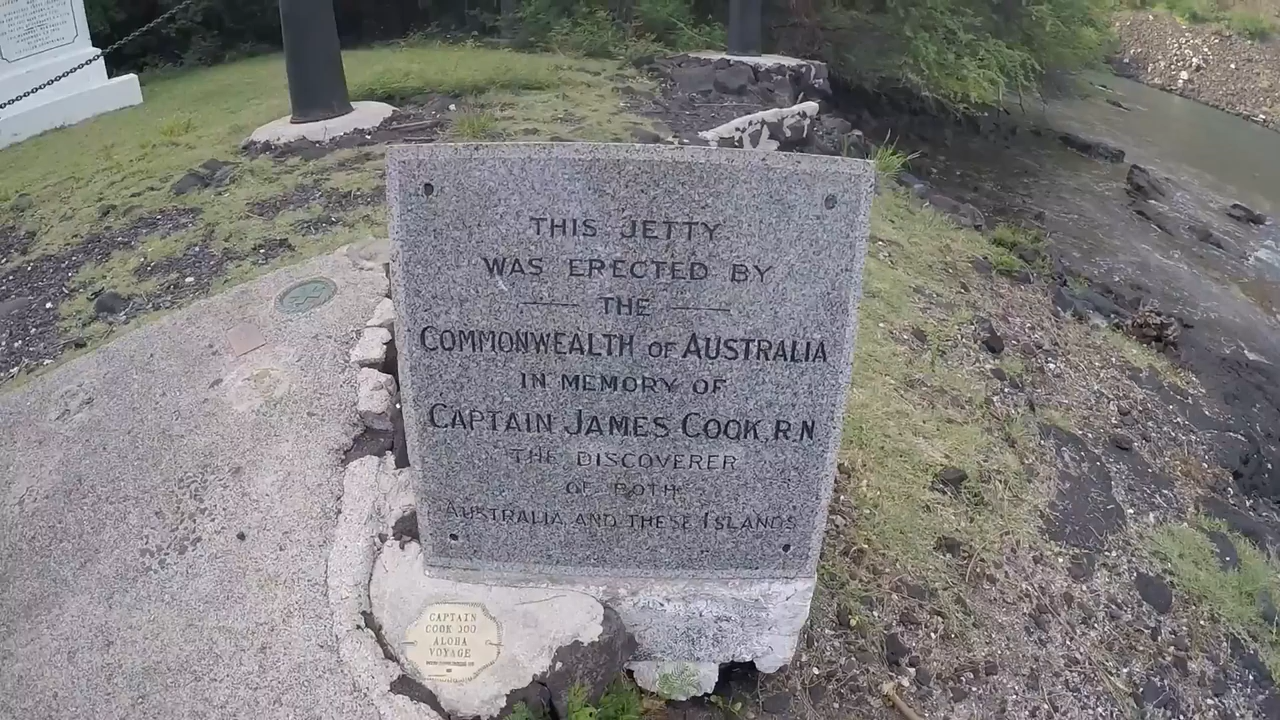 THIS JETTY
WAS ERECTED BY
THE
COMMONWEALTH OF AUSTRALIA
IN MEMORY OF
CAPTAIN JAMES COOK, R.N
THE DISCOVERER
OF BOTH
AUSTRALIA AND THESE ISLANDS
CAPTAIN
COOK 200
ALOHA
VOYAGE